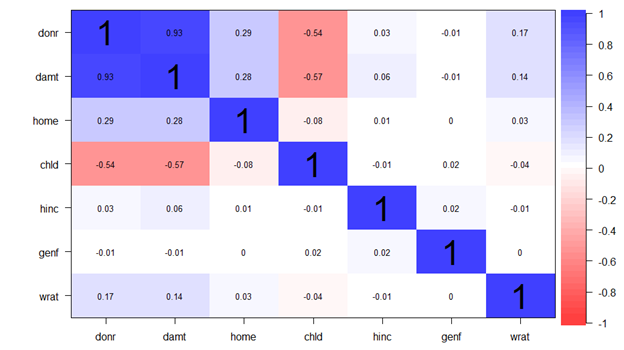 donr 1 0.93 0.29 -0.54 0.03 -0.01 0.17
damt 0.93 1 0.28 -0.57 0.06 -0.01 0.14
home 0.29 0.28 1 -0.08 0.01 0 0.03
chld -0.54 -0.57 -0.08 1 -0.01 0.02 -0.04
hinc 0.03 0.06 0.01 -0.01 1 0.02 -0.01
genf -0.01 -0.01 0 0.02 0.02 1 0
wrat 0.17 0.14 0.03 -0.04 -0.01 0 1
donr damt home chld hinc genf wrat
1
0.8
0.6
0.4
0.2
0
-0.2
-0.4
-0.6
-0.8
-1